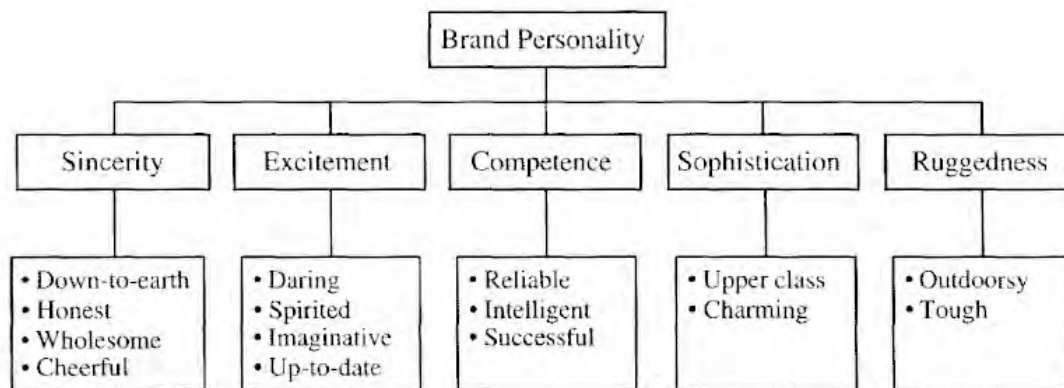 Brand Personality
Sincerity
Excitement
Competence
Sophistication
Ruggedness
• Down-to-earth
• Honest
• Wholesome
• Cheerful
• Daring
• Spirited
• Imaginative
• Up-to-date
• Reliable
• Intelligent
• Successful
• Upper class
• Charming
• Outdoorsy
• Tough